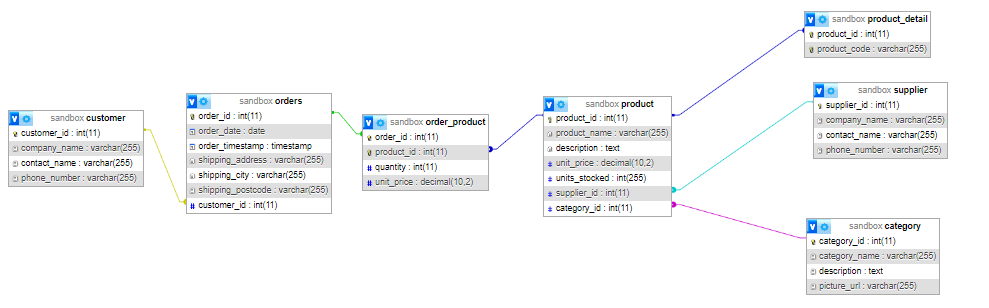 sandbox customer
customer_id : int(11)
company_name : varchar(255)
contact_name : varchar(255)
phone_number : varchar(255)
sandbox orders
order_id : int(11)
order_date : date
order_timestamp : timestamp
shipping_address : varchar(255)
shipping_city : varchar(255)
shipping_postcode : varchar(255)
customer_id : int(11)
sandbox order_product
order_id : int(11)
product_id : int(11)
quantity : int(11)
unit_price : decimal(10,2)
sandbox product
product_id : int(11)
product_name : varchar(255)
description : text
unit_price : decimal(10,2)
units_stocked : int(255)
supplier_id : int(11)
category_id : int(11)
sandbox product_detail
product_id : int(11)
product_code : varchar(255)
sandbox supplier
supplier_id : int(11)
company_name : varchar(255)
contact_name : varchar(255)
phone_number : varchar(255)
sandbox category
category_id : int(11)
category_name : varchar(255)
description : text
picture_url : varchar(255)